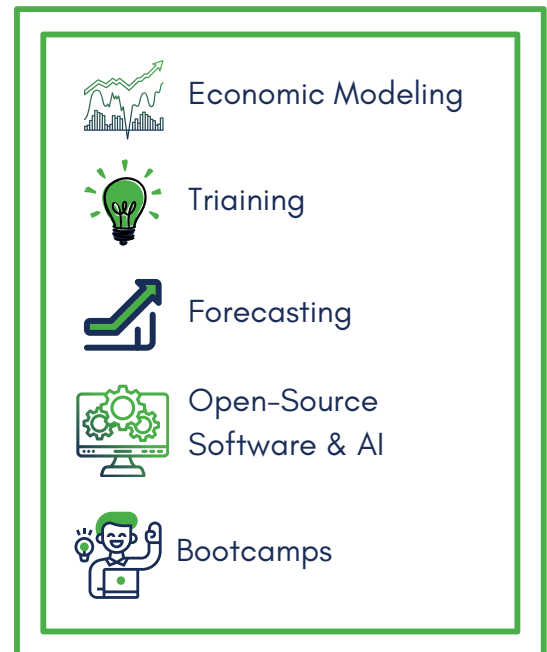 Economic Modeling
Triaining
Forecasting
Open-Source
Software & AI
Bootcamps